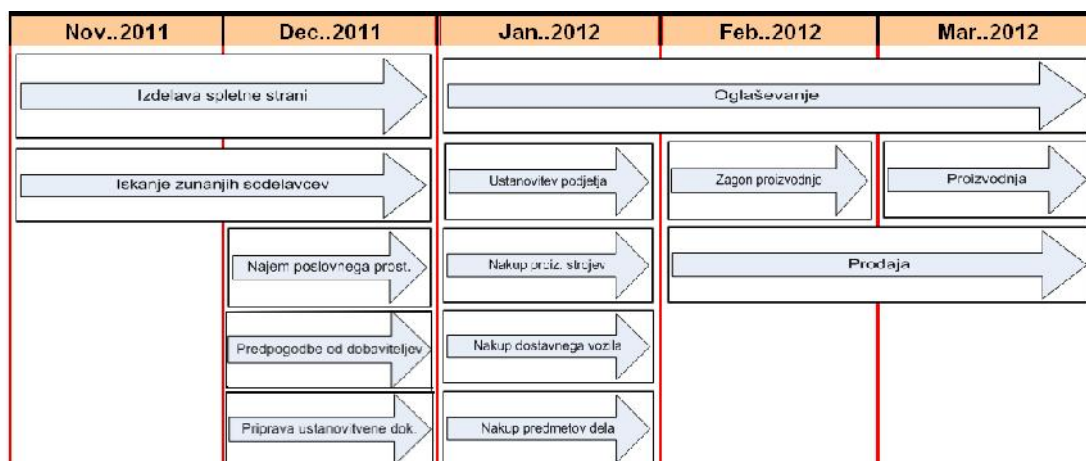 Nov..2011 Dec..2011 Jan..2012 Feb..2012 Mar..2012
Izdelava spletne strani Oglaševanje
Iskanje zunanjih sodelavcev Ustanovitev podjetja Zagon proizvodnje Proizvodnja
Najem poslovnega prost. Nakup proiz. strojev Prodaja
Predpogodbe od dobaviteljev Nakup dostavnega vozila
Priprava ustanovitvene dok. Nakup predmetov dela